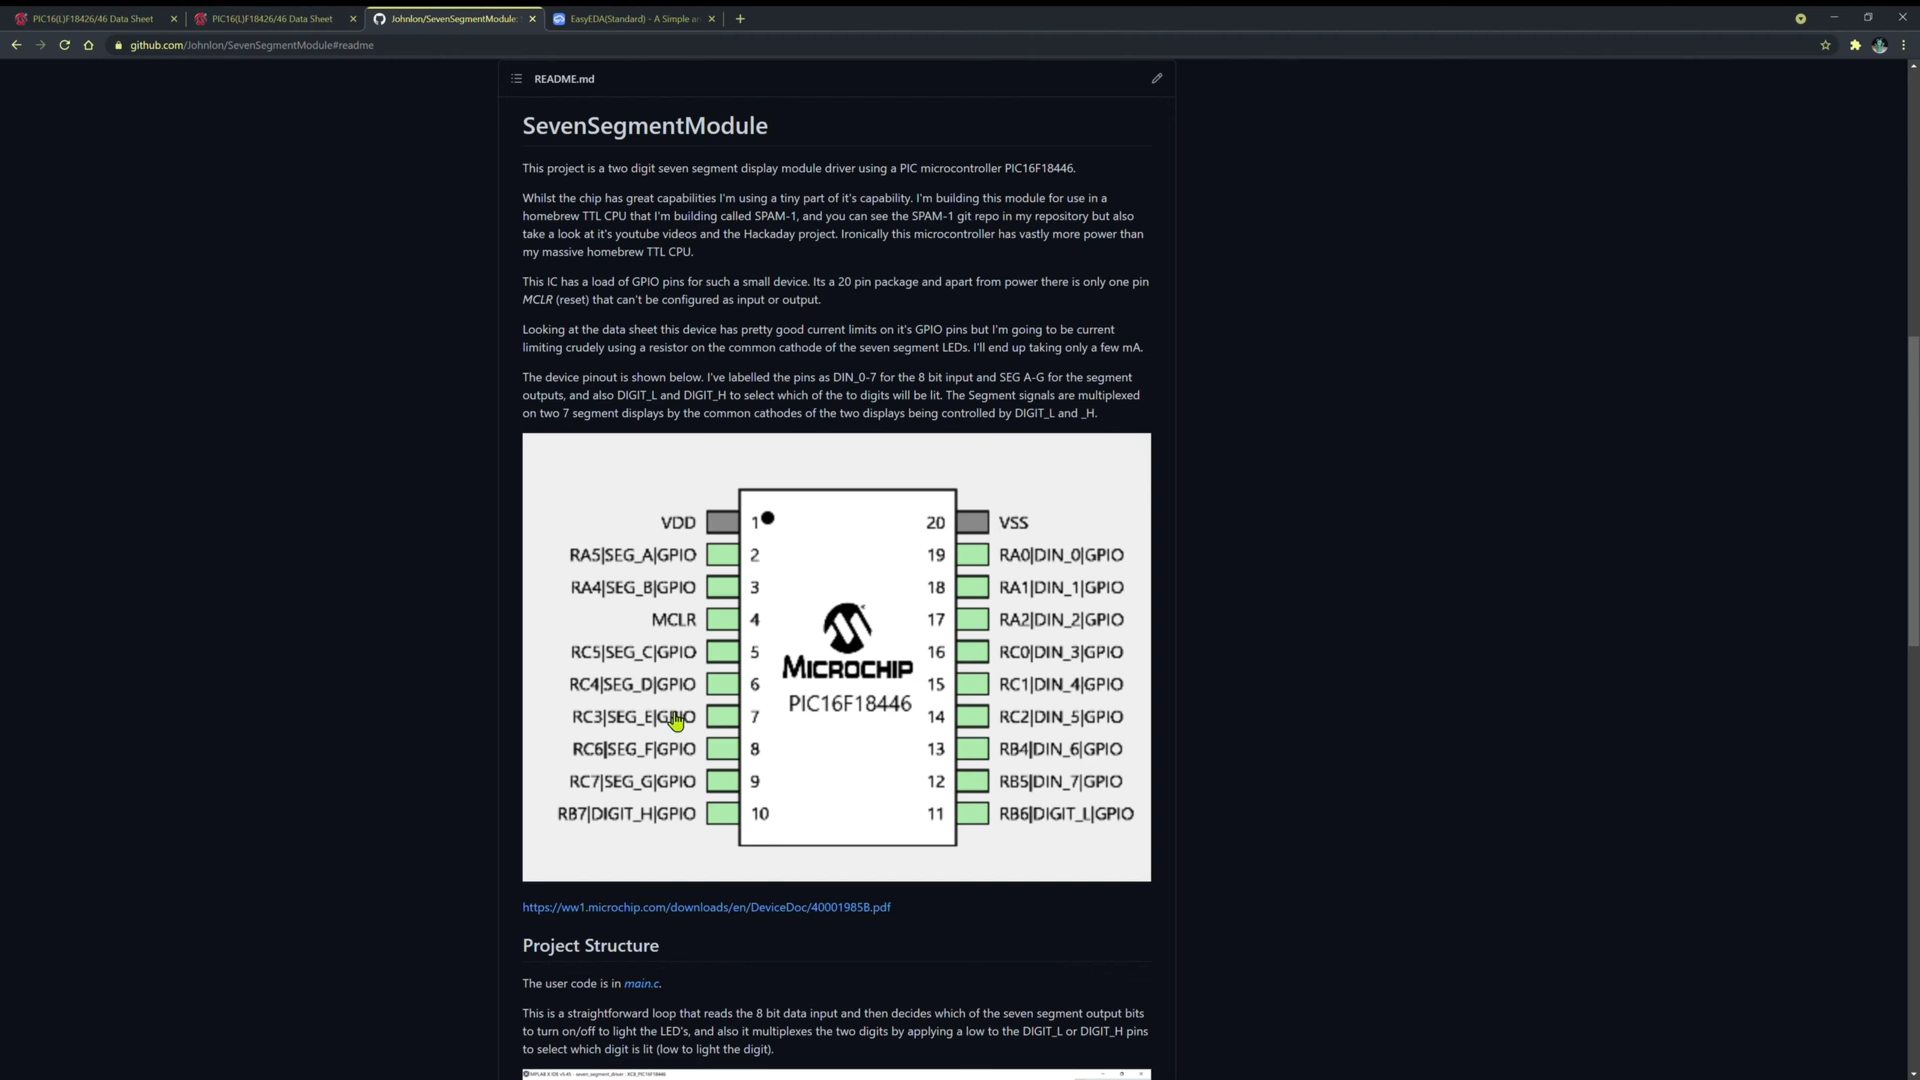 PIC16(L)F18426/46 Data Sheet
PIC16(L)F18426/46 Data Sheet
Johnlon/SevenSegmentModule:
EasyEDA(Standard) - A Simple an
github.com/Johnlon/SevenSegmentModule#readme
README.md
SevenSegmentModule
This project is a two digit seven segment display module driver using a PIC microcontroller PIC16F18446.
Whilst the chip has great capabilities I'm using a tiny part of it's capability. I'm building this module for use in a
homebrew TTL CPU that I'm building called SPAM-1, and you can see the SPAM-1 git repo in my repository but also
take a look at it's youtube videos and the Hackaday project. Ironically this microcontroller has vastly more power than
my massive homebrew TTL CPU.
This IC has a load of GPIO pins for such a small device. Its a 20 pin package and apart from power there is only one pin
MCLR (reset) that can't be configured as input or output.
Looking at the data sheet this device has pretty good current limits on it's GPIO pins but I'm going to be current
limiting crudely using a resistor on the common cathode of the seven segment LEDs. I'll end up taking only a few mA.
The device pinout is shown below. I've labelled the pins as DIN_0-7 for the 8 bit input and SEG A-G for the segment
outputs, and also DIGIT_L and DIGIT_H to select which of the to digits will be lit. The Segment signals are multiplexed
on two 7 segment displays by the common cathodes of the two displays being controlled by DIGIT_L and _H.
VDD 1 20 VSS
RA5|SEG_A|GPIO 2 19 RA0|DIN_0|GPIO
RA4|SEG_B|GPIO 3 18 RA1|DIN_1|GPIO
MCLR 4 17 RA2|DIN_2|GPIO
RC5|SEG_C|GPIO 5 16 RC0|DIN_3|GPIO
MICROCHIP
RC4|SEG_D|GPIO 6 15 RC1|DIN_4|GPIO
PIC16F18446
RC3|SEG_E|GPIO 7 14 RC2|DIN_5|GPIO
RC6|SEG_F|GPIO 8 13 RB4|DIN_6|GPIO
RC7|SEG_G|GPIO 9 12 RB5|DIN_7|GPIO
RB7|DIGIT_H|GPIO 10 11 RB6|DIGIT_L|GPIO
https://ww1.microchip.com/downloads/en/DeviceDoc/40001985B.pdf
Project Structure
The user code is in main.c.
This is a straightforward loop that reads the 8 bit data input and then decides which of the seven segment output bits
to turn on/off to light the LED's, and also it multiplexes the two digits by applying a low to the DIGIT_L or DIGIT_H pins
to select which digit is lit (low to light the digit).
MPLAB X IDE v5.45 - seven_segment_driver : XC8_PIC16F18446